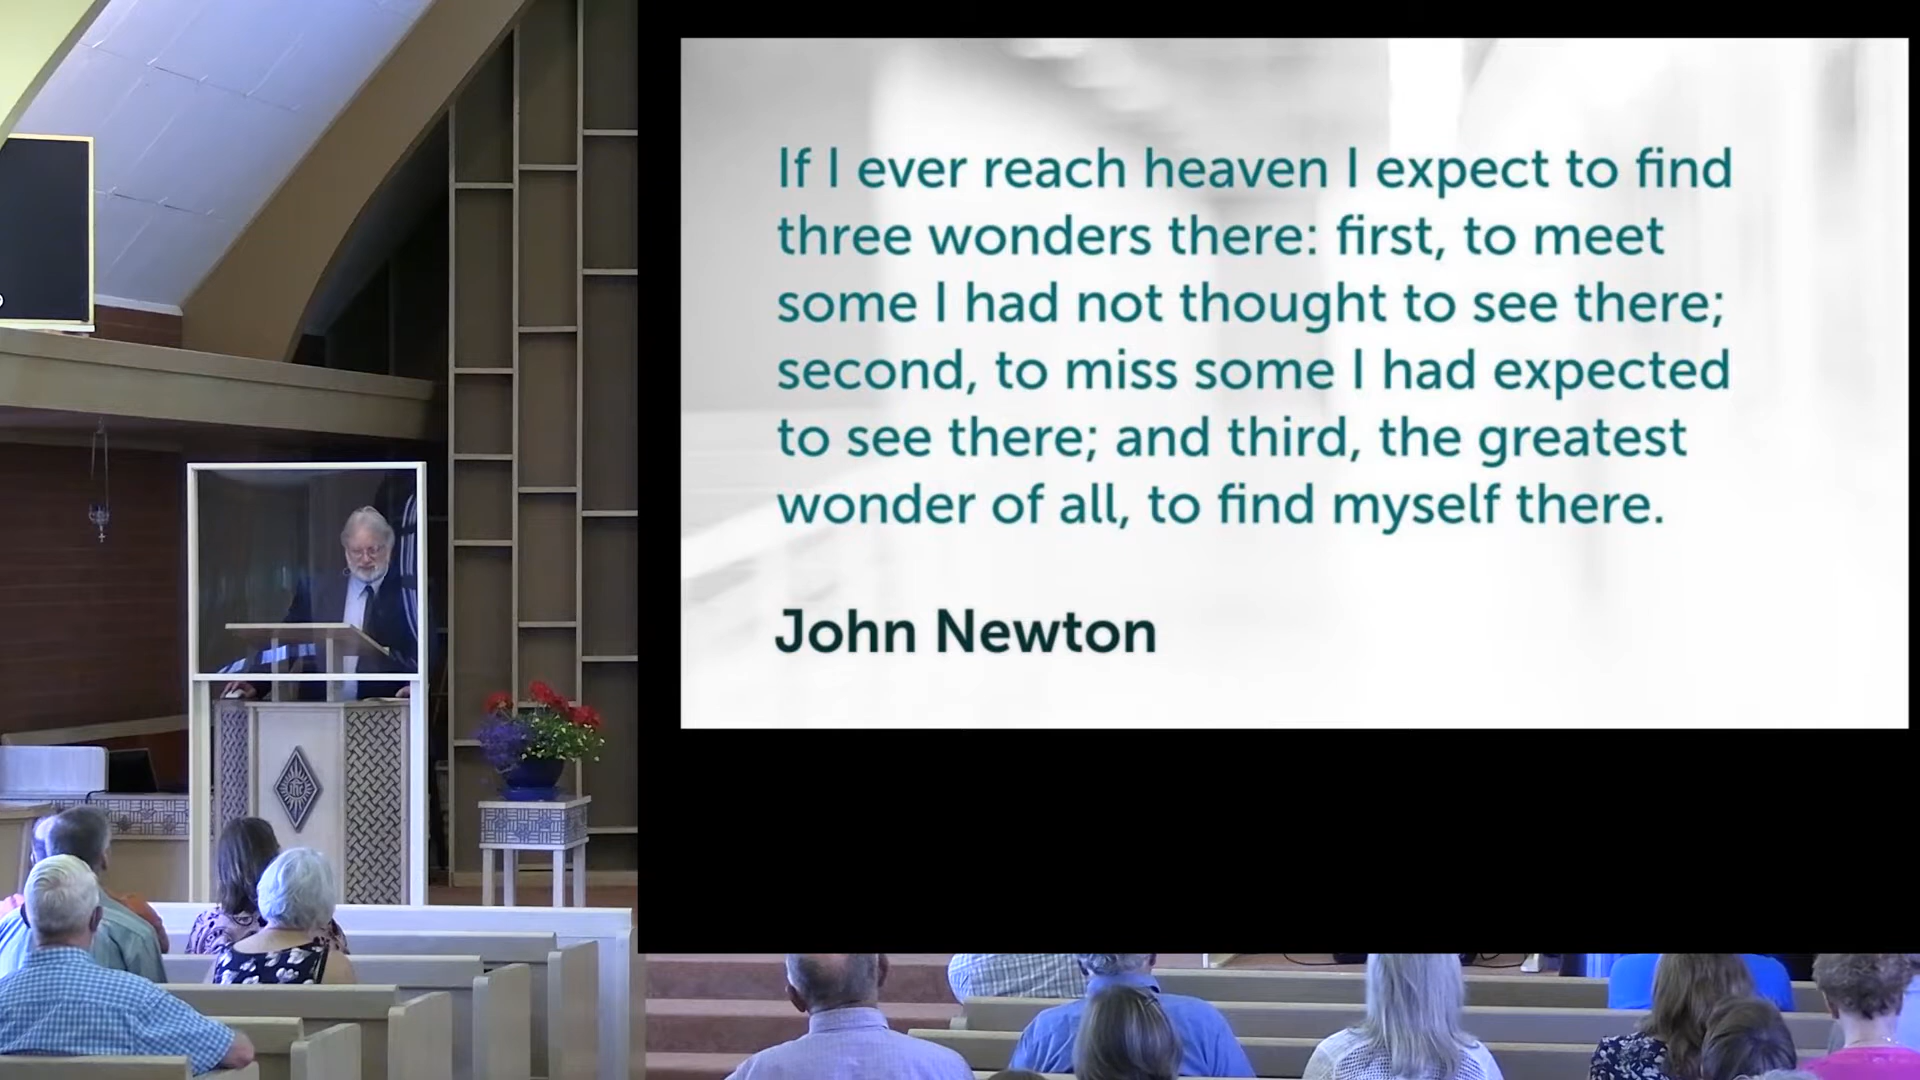 If I ever reach heaven I expect to find
three wonders there: first, to meet
some I had not thought to see there;
second, to miss some I had expected
to see there; and third, the greatest
wonder of all, to find myself there.
John Newton